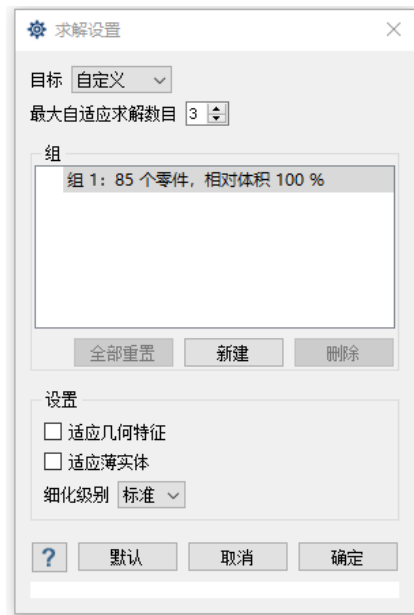 求解设置
目标 自定义
最大自适应求解数目 3
组
组 1：85 个零件，相对体积 100 %
全部重置 新建 删除
设置
适应几何特征
适应薄实体
细化级别 标准
? 默认 取消 确定